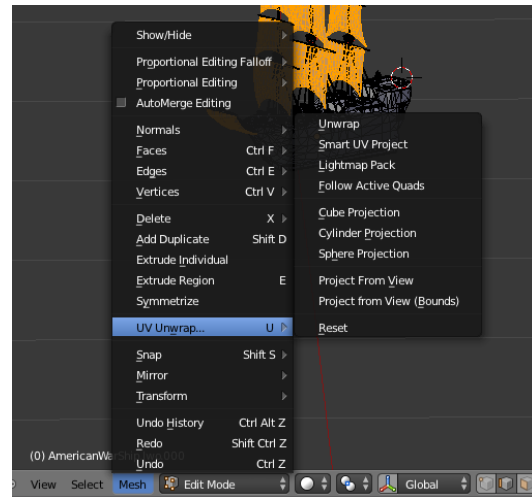 Show/Hide
Proportional Editing Falloff
Proportional Editing
AutoMerge Editing
Normals
Faces Ctrl F
Edges Ctrl E
Vertices Ctrl V
Delete X
Add Duplicate Shift D
Extrude Individual
Extrude Region E
Symmetrize
UV Unwrap... U
Snap Shift S
Mirror
Transform
Undo History Ctrl Alt Z
Redo Shift Ctrl Z
Undo Ctrl Z
Unwrap
Smart UV Project
Lightmap Pack
Follow Active Quads
Cube Projection
Cylinder Projection
Sphere Projection
Project From View
Project from View (Bounds)
Reset
(0) AmericanWar
View Select Mesh Edit Mode Global